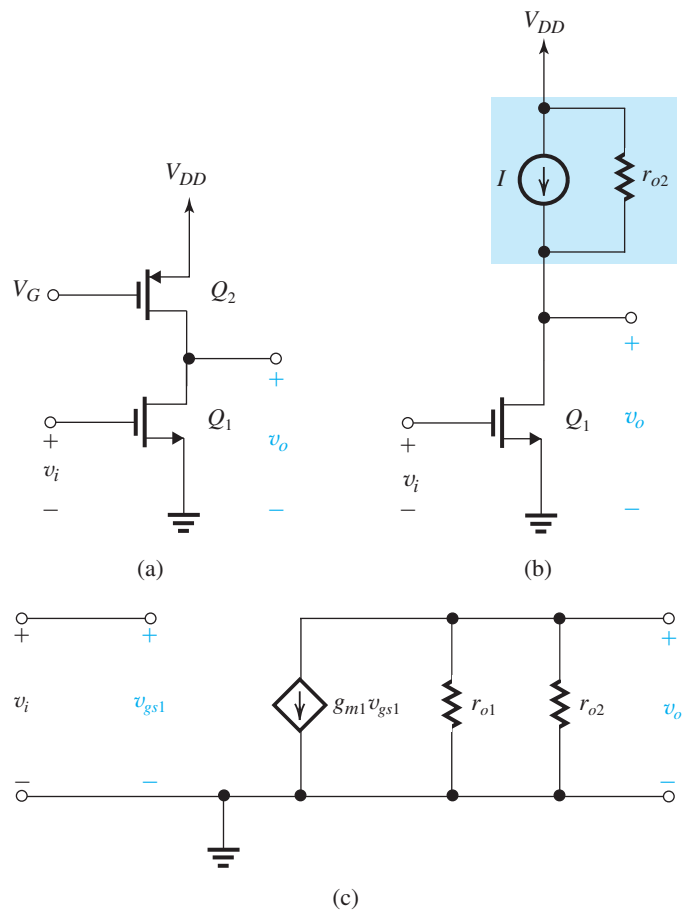 V_DD
V_G
Q_2
Q_1
+
v_i
−
+
v_o
−
(a)
V_DD
I
r_o2
Q_1
+
v_i
−
+
v_o
−
(b)
+
v_i
−
+
v_gs1
−
g_m1v_gs1
r_o1
r_o2
+
v_o
−
(c)